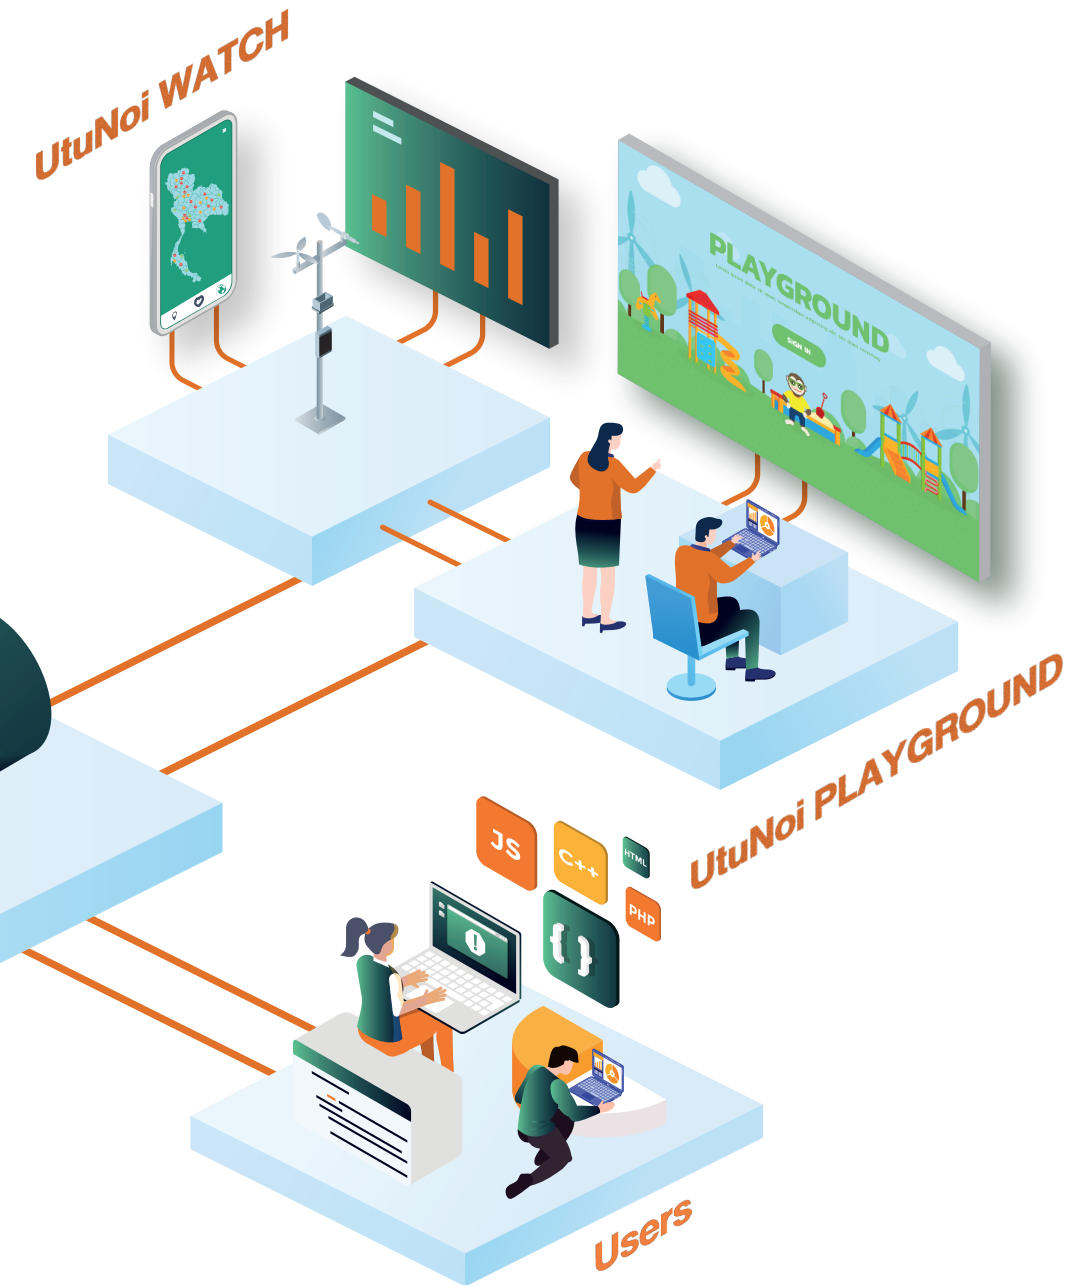 UtuNoi WATCH
PLAYGROUND
SIGN IN
UtuNoi PLAYGROUND
JS
C++
HTML
PHP
{ }
!
Users